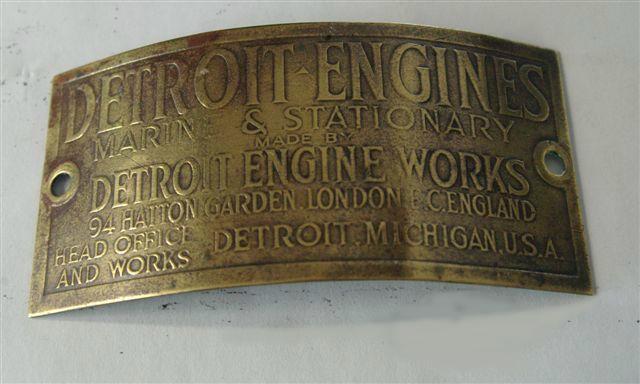 DETROIT-ENGINES
MARINE & STATIONARY
MADE BY
DETROIT ENGINE WORKS
94 HATTON GARDEN, LONDON E.C. ENGLAND
HEAD OFFICE AND WORKS DETROIT, MICHIGAN, U.S.A.